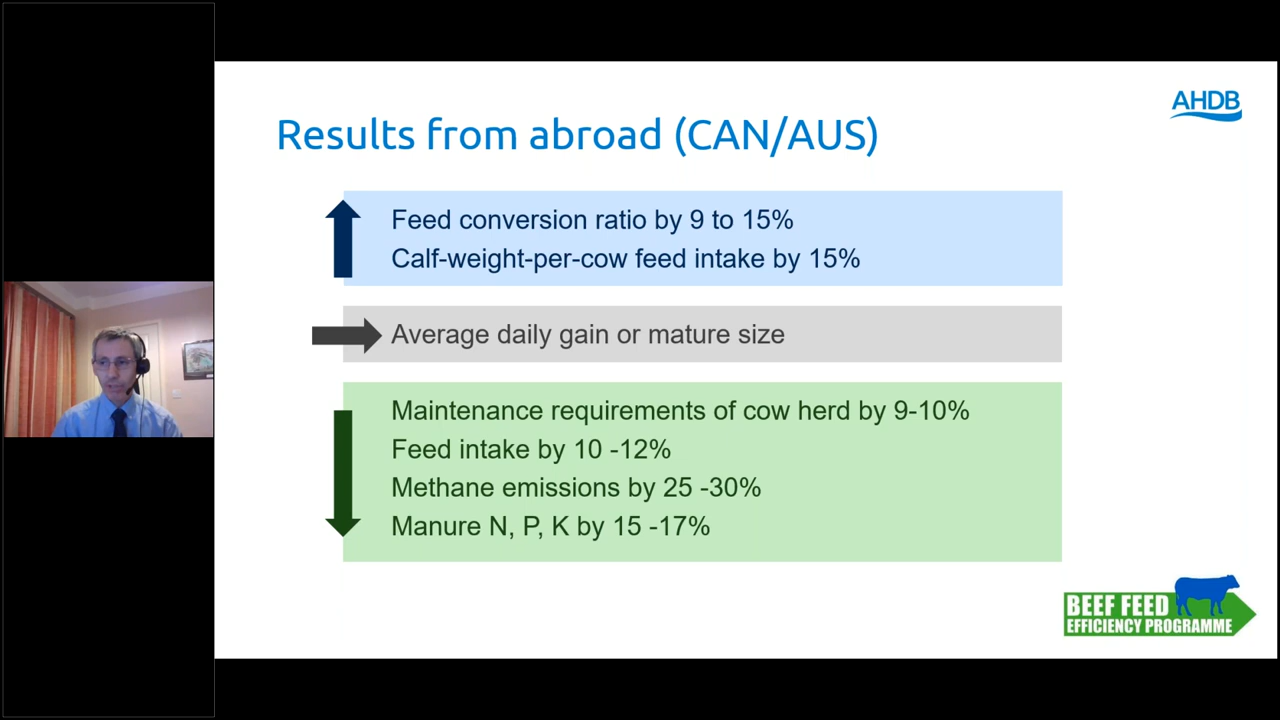 AHDB
Results from abroad (CAN/AUS)
Feed conversion ratio by 9 to 15%
Calf-weight-per-cow feed intake by 15%
Average daily gain or mature size
Maintenance requirements of cow herd by 9-10%
Feed intake by 10 -12%
Methane emissions by 25 -30%
Manure N, P, K by 15 -17%
BEEF FEED
EFFICIENCY PROGRAMME